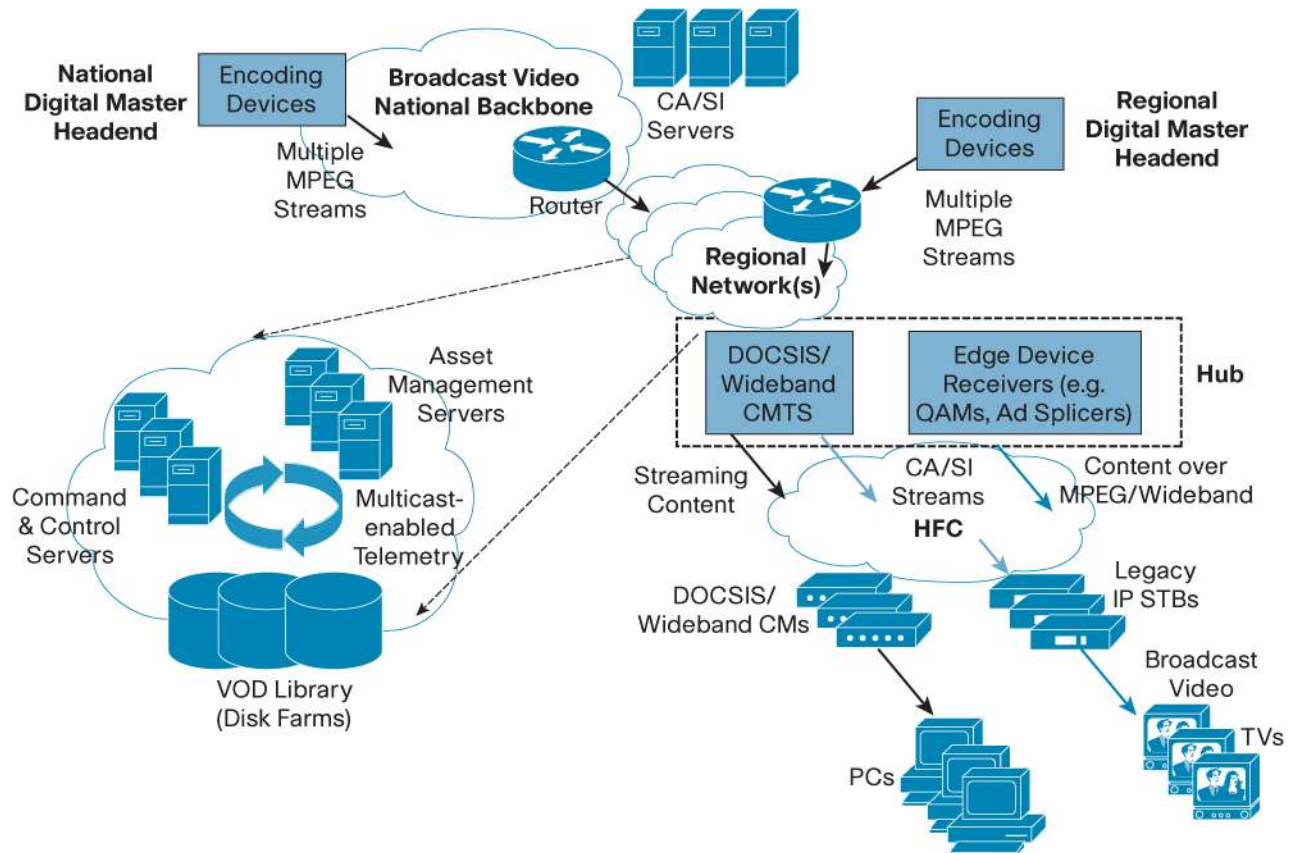 National
Digital Master
Headend
Encoding
Devices
Multiple
MPEG
Streams
Broadcast Video
National Backbone
Router
CA/SI
Servers
Encoding
Devices
Regional
Digital Master
Headend
Multiple
MPEG
Streams
Regional
Network(s)
DOCSIS/
Wideband
CMTS
Edge Device
Receivers (e.g.
QAMs, Ad Splicers)
Hub
Asset
Management
Servers
Command
& Control
Servers
Multicast-
enabled
Telemetry
VOD Library
(Disk Farms)
Streaming
Content
CA/SI
Streams
HFC
Content over
MPEG/Wideband
DOCSIS/
Wideband CMs
Legacy
IP STBs
Broadcast
Video
TVs
PCs